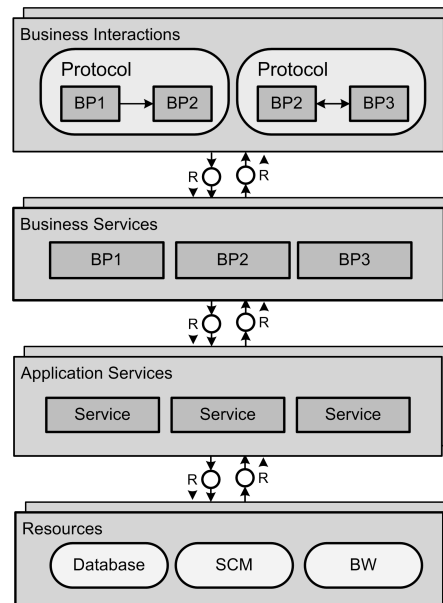 Business Interactions
Protocol
Protocol
BP1
BP2
BP2
BP3
R
R
Business Services
BP1
BP2
BP3
R
R
Application Services
Service
Service
Service
R
R
Resources
Database
SCM
BW